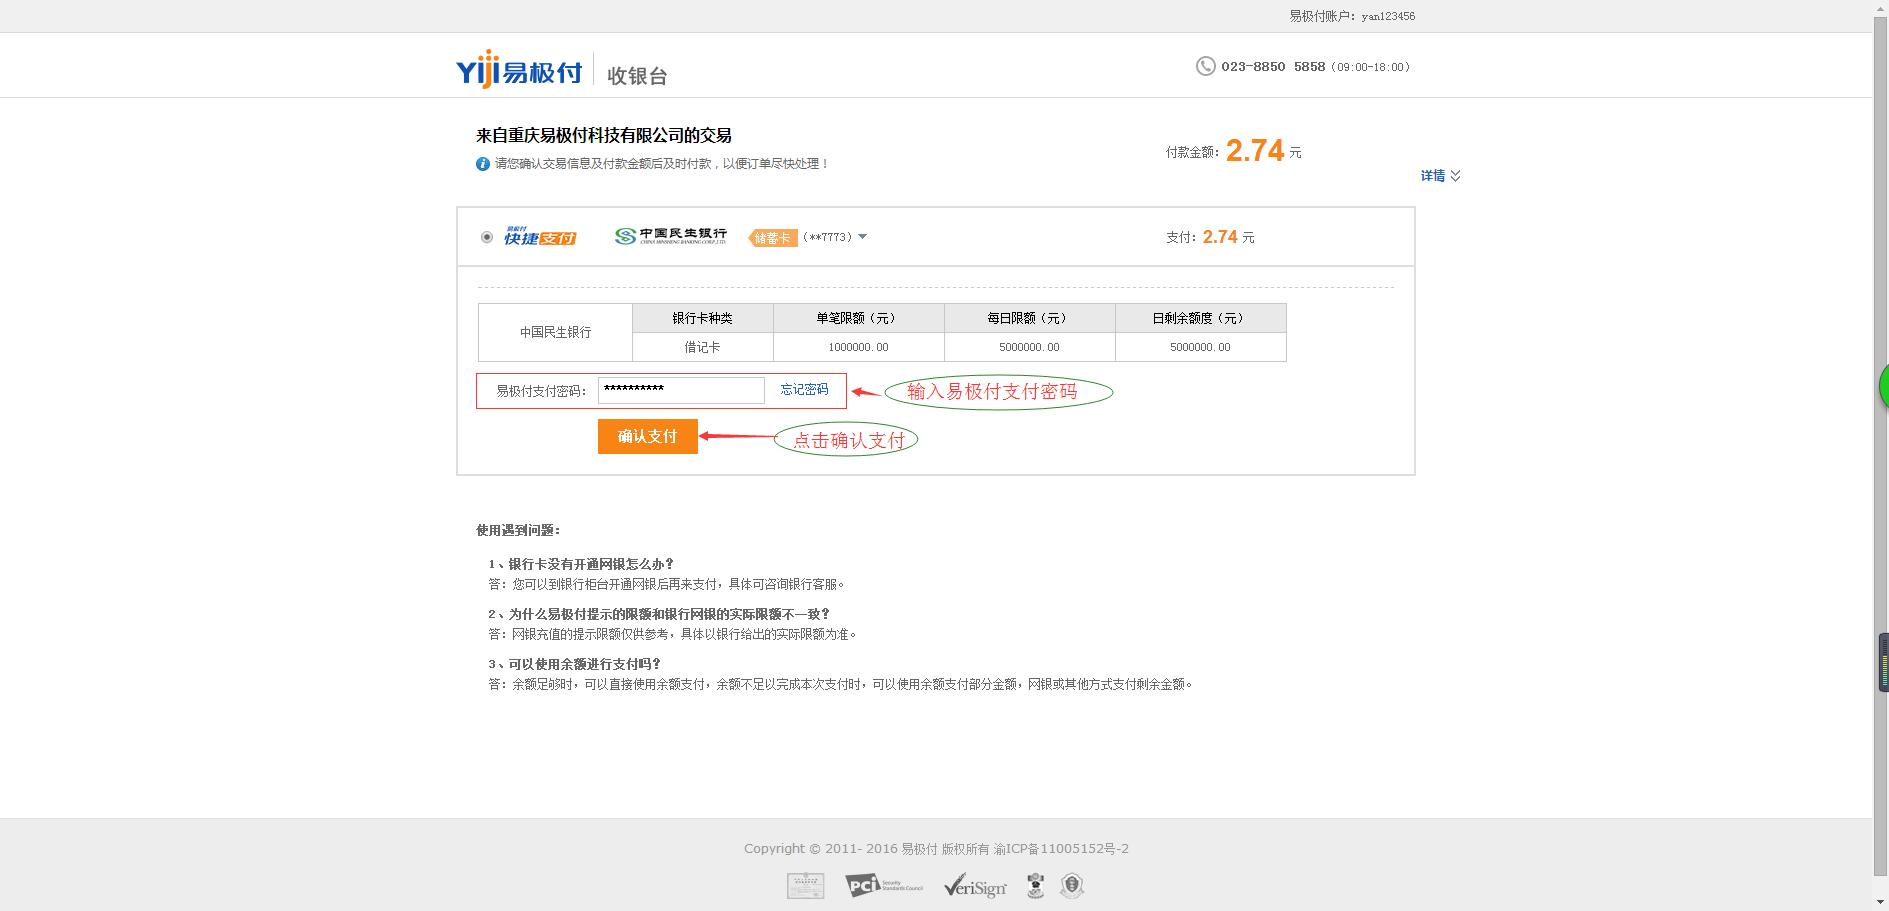 易极付账户：yan123456
Yiji易极付 收银台
023-8850 5858 (09:00-18:00)
来自重庆易极付科技有限公司的交易
请您确认交易信息及付款金额后及时付款，以便订单尽快处理！
付款金额：2.74 元
详情
易极付 快捷支付 中国民生银行 CHINA MINSHENG BANKING CORP.,LTD. 储蓄卡 (**7773) 支付：2.74 元
中国民生银行 银行卡种类 单笔限额（元） 每日限额（元） 日剩余额度（元）
借记卡 1000000.00 5000000.00 5000000.00
易极付支付密码： ********** 忘记密码 输入易极付支付密码
确认支付 点击确认支付
使用遇到问题：
1、银行卡没有开通网银怎么办？
答：您可以到银行柜台开通网银后再来支付，具体可咨询银行客服。
2、为什么易极付提示的限额和银行网银的实际限额不一致？
答：网银充值的提示限额仅供参考，具体以银行给出的实际限额为准。
3、可以使用余额进行支付吗？
答：余额足够时，可以直接使用余额支付，余额不足以完成本次支付时，可以使用余额支付部分金额，网银或其他方式支付剩余金额。
Copyright © 2011- 2016 易极付 版权所有 渝ICP备11005152号-2
PCI Security Standards Council VeriSign